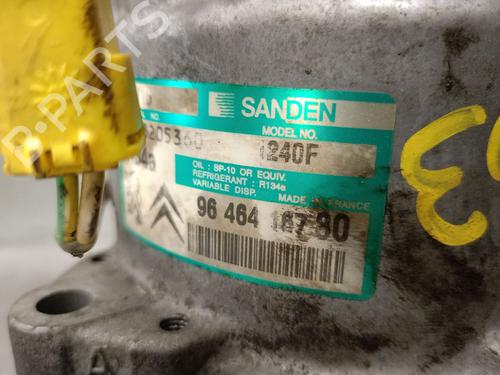 B-PARTS
SANDEN
NO.
MODEL NO.
205360
1240F
OIL : SP-10 OR EQUIV.
REFRIGERANT : R134a
VARIABLE DISP.
MADE IN FRANCE
96 464 167 80
A